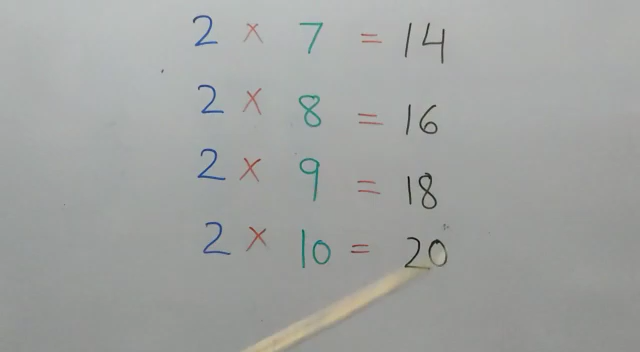 2 × 7 = 14
2 × 8 = 16
2 × 9 = 18
2 × 10 = 20